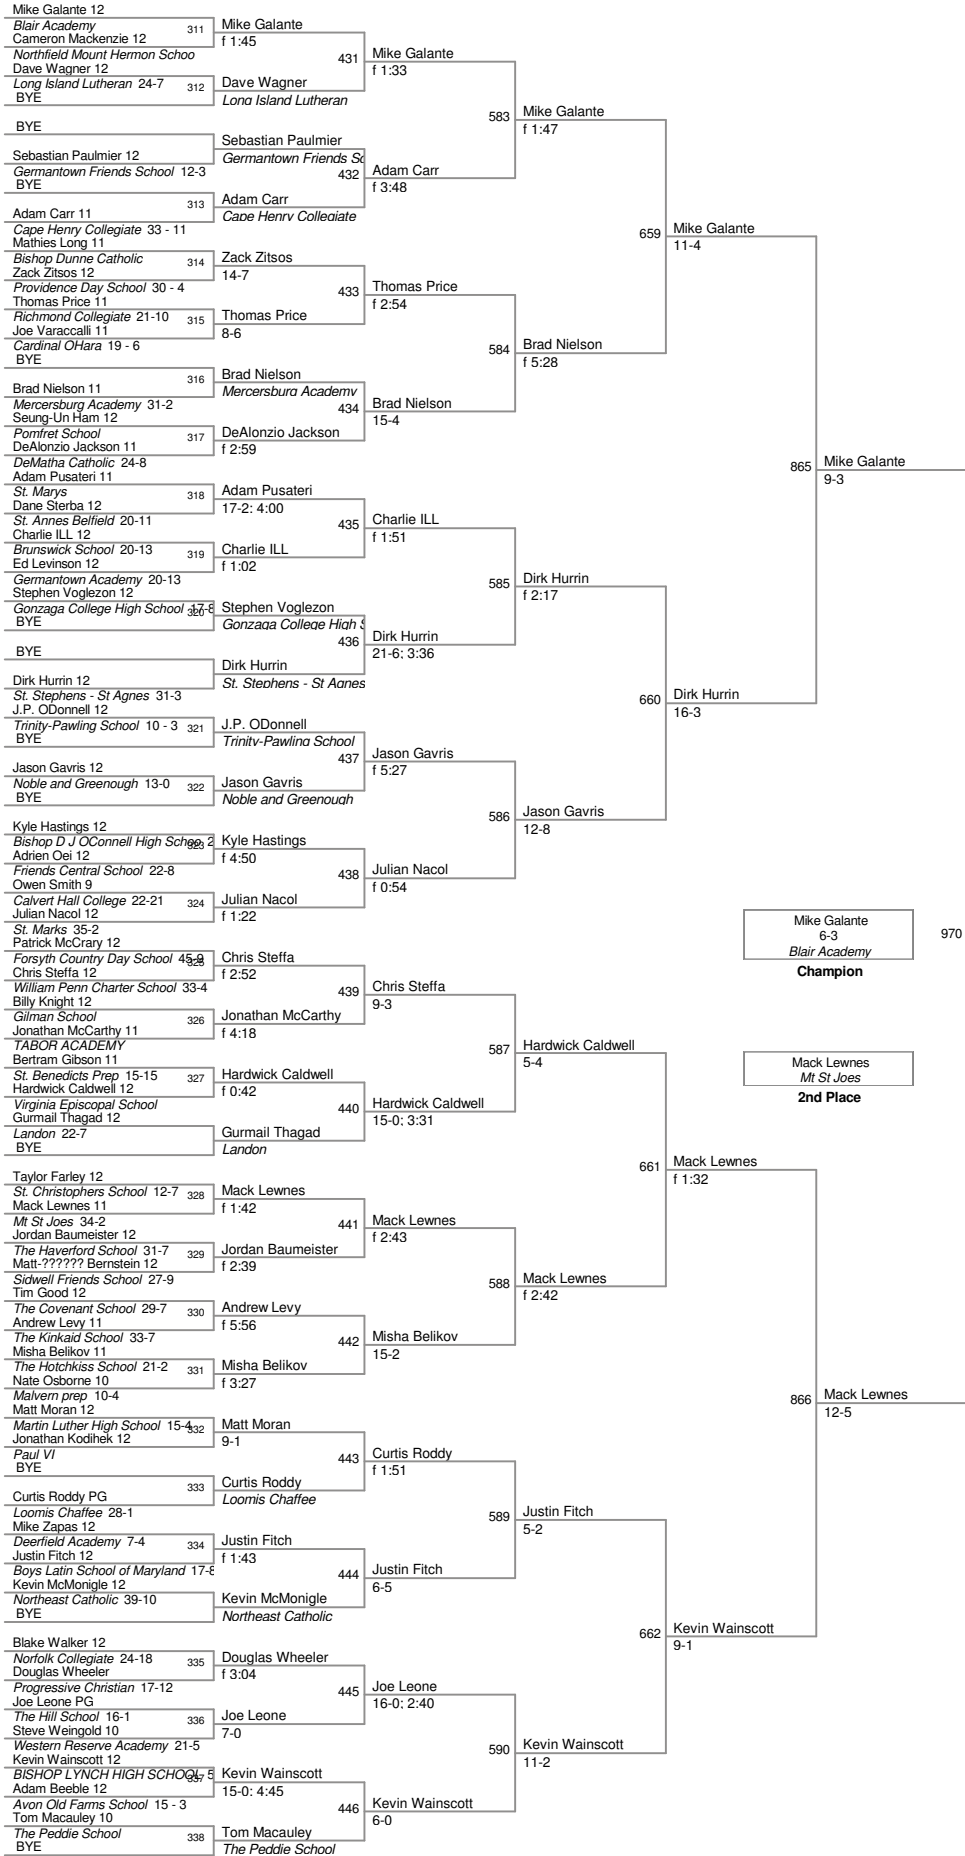 Mike Galante 12
Blair Academy
Cameron Mackenzie 12
Northfield Mount Hermon Schoo
Dave Wagner 12
Long Island Lutheran 24-7
BYE
BYE
Sebastian Paulmier 12
Germantown Friends School 12-3
BYE
Adam Carr 11
Cape Henry Collegiate 33 - 11
Mathies Long 11
Bishop Dunne Catholic
Zack Zitsos 12
Providence Day School 30 - 4
Thomas Price 11
Richmond Collegiate 21-10
Joe Varaccalli 11
Cardinal OHara 19 - 6
BYE
Brad Nielson 11
Mercersburg Academy 31-2
Seung-Un Ham 12
Pomfret School
DeAlonzio Jackson 11
DeMatha Catholic 24-8
Adam Pusateri 11
St. Marys
Dane Sterba 12
St. Annes Belfield 20-11
Charlie ILL 12
Brunswick School 20-13
Ed Levinson 12
Germantown Academy 20-13
Stephen Voglezon 12
Gonzaga College High School 17-8
BYE
BYE
Dirk Hurrin 12
St. Stephens - St Agnes 31-3
J.P. ODonnell 12
Trinity-Pawling School 10 - 3
BYE
Jason Gavris 12
Noble and Greenough 13-0
BYE
Kyle Hastings 12
Bishop D J OConnell High School 2
Adrien Oei 12
Friends Central School 22-8
Owen Smith 9
Calvert Hall College 22-21
Julian Nacol 12
St. Marks 35-2
Patrick McCrary 12
Forsyth Country Day School 45-9
Chris Steffa 12
William Penn Charter School 33-4
Billy Knight 12
Gilman School
Jonathan McCarthy 11
TABOR ACADEMY
Bertram Gibson 11
St. Benedicts Prep 15-15
Hardwick Caldwell 12
Virginia Episcopal School
Gurmail Thagad 12
Landon 22-7
BYE
Taylor Farley 12
St. Christophers School 12-7
Mack Lewnes 11
Mt St Joes 34-2
Jordan Baumeister 12
The Haverford School 31-7
Matt-?????? Bernstein 12
Sidwell Friends School 27-9
Tim Good 12
The Covenant School 29-7
Andrew Levy 11
The Kinkaid School 33-7
Misha Belikov 11
The Hotchkiss School 21-2
Nate Osborne 10
Malvern prep 10-4
Matt Moran 12
Martin Luther High School 15-4
Jonathan Kodihek 12
Paul VI
BYE
Curtis Roddy PG
Loomis Chaffee 28-1
Mike Zapas 12
Deerfield Academy 7-4
Justin Fitch 12
Boys Latin School of Maryland 17-8
Kevin McMonigle 12
Northeast Catholic 39-10
BYE
Blake Walker 12
Norfolk Collegiate 24-18
Douglas Wheeler
Progressive Christian 17-12
Joe Leone PG
The Hill School 16-1
Steve Weingold 10
Western Reserve Academy 21-5
Kevin Wainscott 12
BISHOP LYNCH HIGH SCHOOL 5
Adam Beeble 12
Avon Old Farms School 15 - 3
Tom Macauley 10
The Peddie School
BYE
311
312
313
314
315
316
317
318
319
320
321
322
323
324
325
326
327
328
329
330
331
332
333
334
335
336
337
338
Mike Galante
f 1:45
Dave Wagner
Long Island Lutheran
Sebastian Paulmier
Germantown Friends Sc
Adam Carr
Cape Henry Collegiate
Zack Zitsos
14-7
Thomas Price
8-6
Brad Nielson
Mercersburg Academy
DeAlonzio Jackson
f 2:59
Adam Pusateri
17-2; 4:00
Charlie ILL
f 1:02
Stephen Voglezon
Gonzaga College High S
Dirk Hurrin
St. Stephens - St Agnes
J.P. ODonnell
Trinity-Pawling School
Jason Gavris
Noble and Greenough
Kyle Hastings
f 4:50
Julian Nacol
f 1:22
Chris Steffa
f 2:52
Jonathan McCarthy
f 4:18
Hardwick Caldwell
f 0:42
Gurmail Thagad
Landon
Mack Lewnes
f 1:42
Jordan Baumeister
f 2:39
Andrew Levy
f 5:56
Misha Belikov
f 3:27
Matt Moran
9-1
Curtis Roddy
Loomis Chaffee
Justin Fitch
f 1:43
Kevin McMonigle
Northeast Catholic
Douglas Wheeler
f 3:04
Joe Leone
7-0
Kevin Wainscott
15-0; 4:45
Tom Macauley
The Peddie School
431
432
433
434
435
436
437
438
439
440
441
442
443
444
445
446
Mike Galante
f 1:33
Adam Carr
f 3:48
Thomas Price
f 2:54
Brad Nielson
15-4
Charlie ILL
f 1:51
Dirk Hurrin
21-6; 3:36
Jason Gavris
f 5:27
Julian Nacol
f 0:54
Chris Steffa
9-3
Hardwick Caldwell
15-0; 3:31
Mack Lewnes
f 2:43
Misha Belikov
15-2
Curtis Roddy
f 1:51
Justin Fitch
6-5
Joe Leone
16-0; 2:40
Kevin Wainscott
6-0
583
584
585
586
587
588
589
590
Mike Galante
f 1:47
Brad Nielson
f 5:28
Dirk Hurrin
f 2:17
Jason Gavris
12-8
Hardwick Caldwell
5-4
Mack Lewnes
f 2:42
Justin Fitch
5-2
Kevin Wainscott
11-2
659
660
661
662
Mike Galante
11-4
Dirk Hurrin
16-3
Mack Lewnes
f 1:32
Kevin Wainscott
9-1
865
866
Mike Galante
9-3
Mack Lewnes
12-5
Mike Galante
6-3
Blair Academy
Champion
970
Mack Lewnes
Mt St Joes
2nd Place